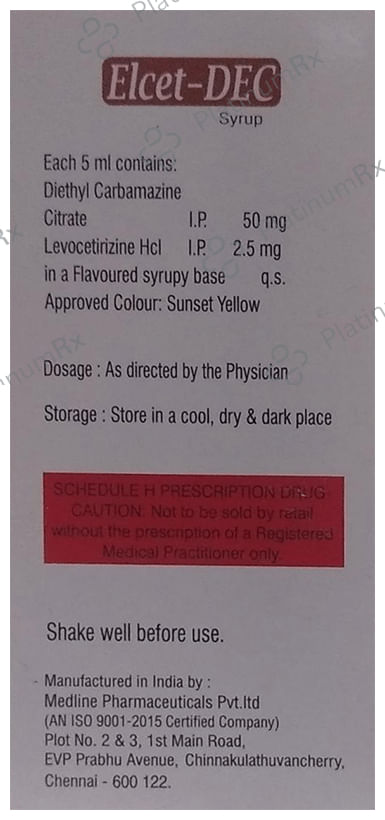 Elcet-DEC
Syrup
Each 5 ml contains:
Diethyl Carbamazine
Citrate I.P. 50 mg
Levocetirizine Hcl I.P. 2.5 mg
in a Flavoured syrupy base q.s.
Approved Colour: Sunset Yellow
Dosage : As directed by the Physician
Storage : Store in a cool, dry & dark place
SCHEDULE H PRESCRIPTION DRUG
CAUTION: Not to be sold by retail
without the prescription of a Registered
Medical Practitioner only.
Shake well before use.
Manufactured in India by :
Medline Pharmaceuticals Pvt.ltd
(AN ISO 9001-2015 Certified Company)
Plot No. 2 & 3, 1st Main Road,
EVP Prabhu Avenue, Chinnakulathuvancherry,
Chennai - 600 122.
PlatinumRx